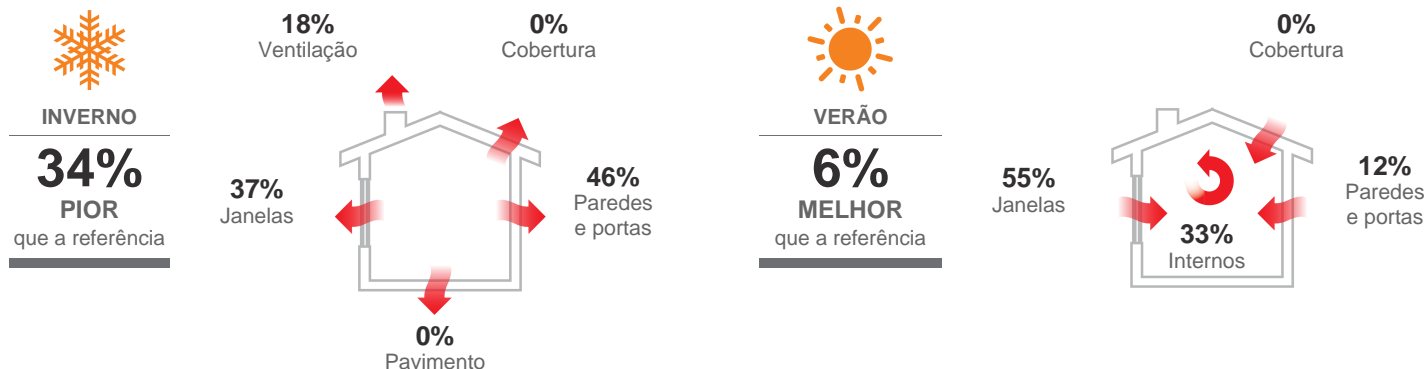 INVERNO
34%
PIOR
que a referência
18%
Ventilação
0%
Cobertura
37%
Janelas
46%
Paredes
e portas
0%
Pavimento
VERÃO
6%
MELHOR
que a referência
0%
Cobertura
55%
Janelas
33%
Internos
12%
Paredes
e portas